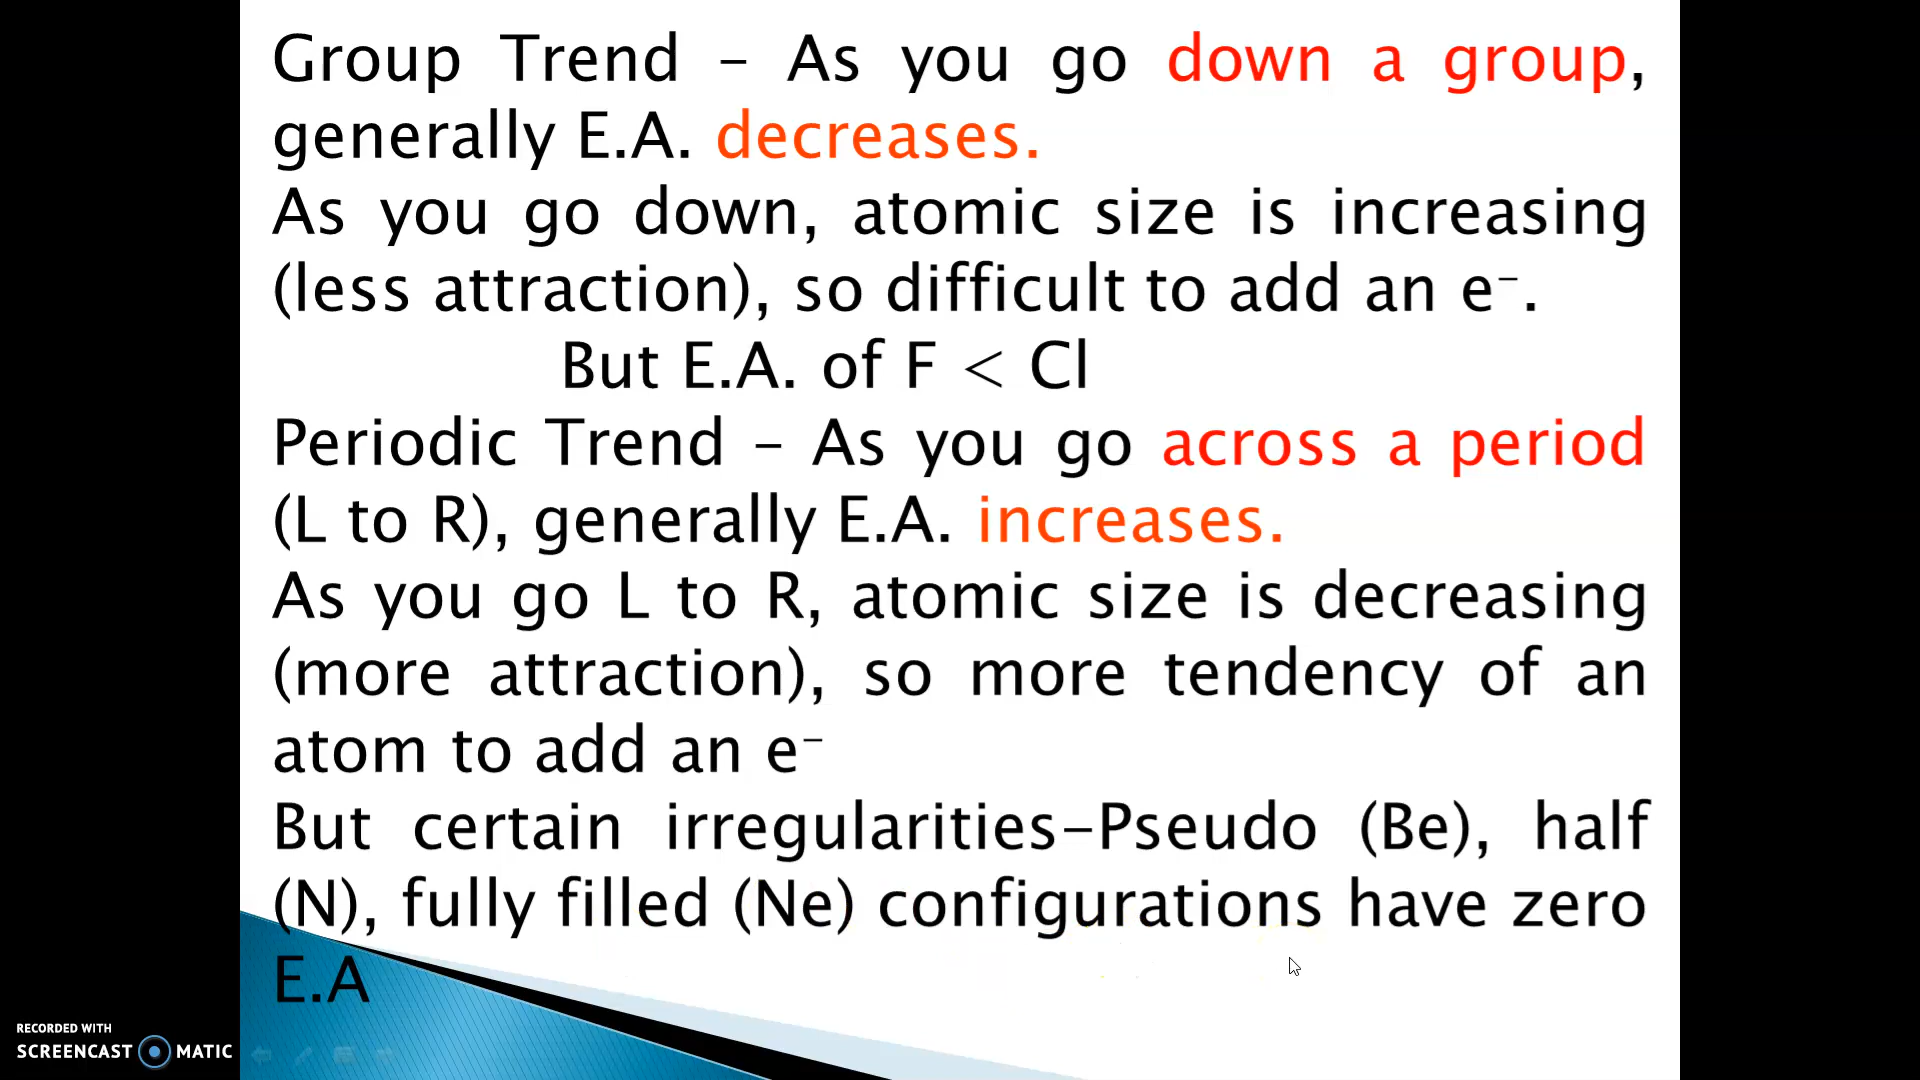 Group Trend – As you go down a group,
generally E.A. decreases.
As you go down, atomic size is increasing
(less attraction), so difficult to add an e⁻.
But E.A. of F < Cl
Periodic Trend – As you go across a period
(L to R), generally E.A. increases.
As you go L to R, atomic size is decreasing
(more attraction), so more tendency of an
atom to add an e⁻
But certain irregularities-Pseudo (Be), half
(N), fully filled (Ne) configurations have zero
E.A
RECORDED WITH
SCREENCAST MATIC